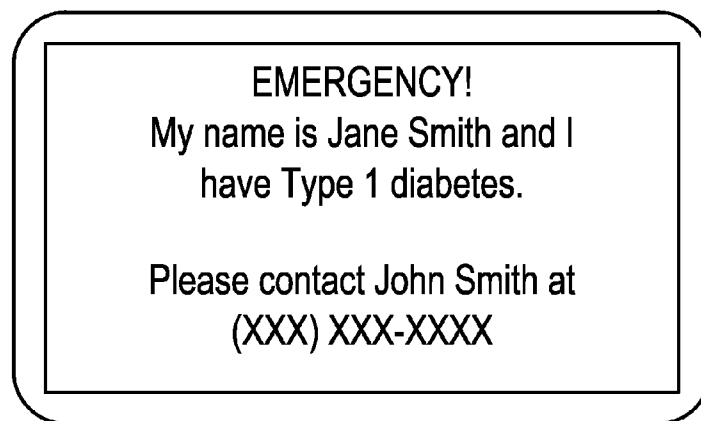 EMERGENCY!
My name is Jane Smith and I
have Type 1 diabetes.
Please contact John Smith at
(XXX) XXX-XXXX